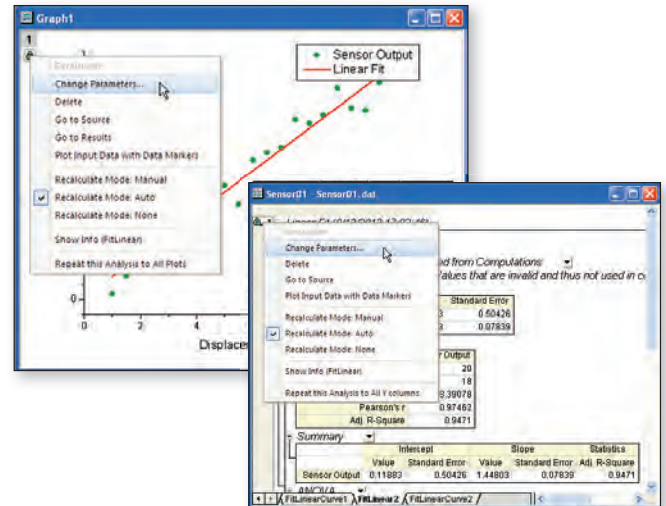 Graph1
1
Sensor Output
Linear Fit
Recalculate
Change Parameters...
Delete
Go to Source
Go to Results
Plot Input Data with Data Markers
Recalculate Mode: Manual
Recalculate Mode: Auto
Recalculate Mode: None
Show Info (FitLinear)
Repeat this Analysis to All Plots
0
0 2 4
Displace
Sensor01 - Sensor01.dat
Change Parameters...
Delete
Go to Source
Plot Input Data with Data Markers
Recalculate Mode: Manual
Recalculate Mode: Auto
Recalculate Mode: None
Show Info (FitLinear)
Repeat this Analysis to All Y columns
d from Computations
alues that are invalid and thus not used in c
Standard Error
3 0.50426
3 0.07839
r Output
20
18
8.39078
Pearson's r 0.97462
Adj. R-Square 0.9471
Summary
Intercept Slope Statistics
Value Standard Error Value Standard Error Adj. R-Square
Sensor Output 0.11883 0.50426 1.44803 0.07839 0.9471
ANOVA
FitLinearCurve1 FitLinear2 FitLinearCurve2